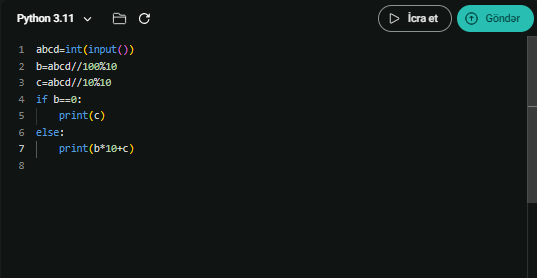 Python 3.11 İcra et Göndər
1 abcd=int(input())
2 b=abcd//100%10
3 c=abcd//10%10
4 if b==0:
5     print(c)
6 else:
7     print(b*10+c)
8